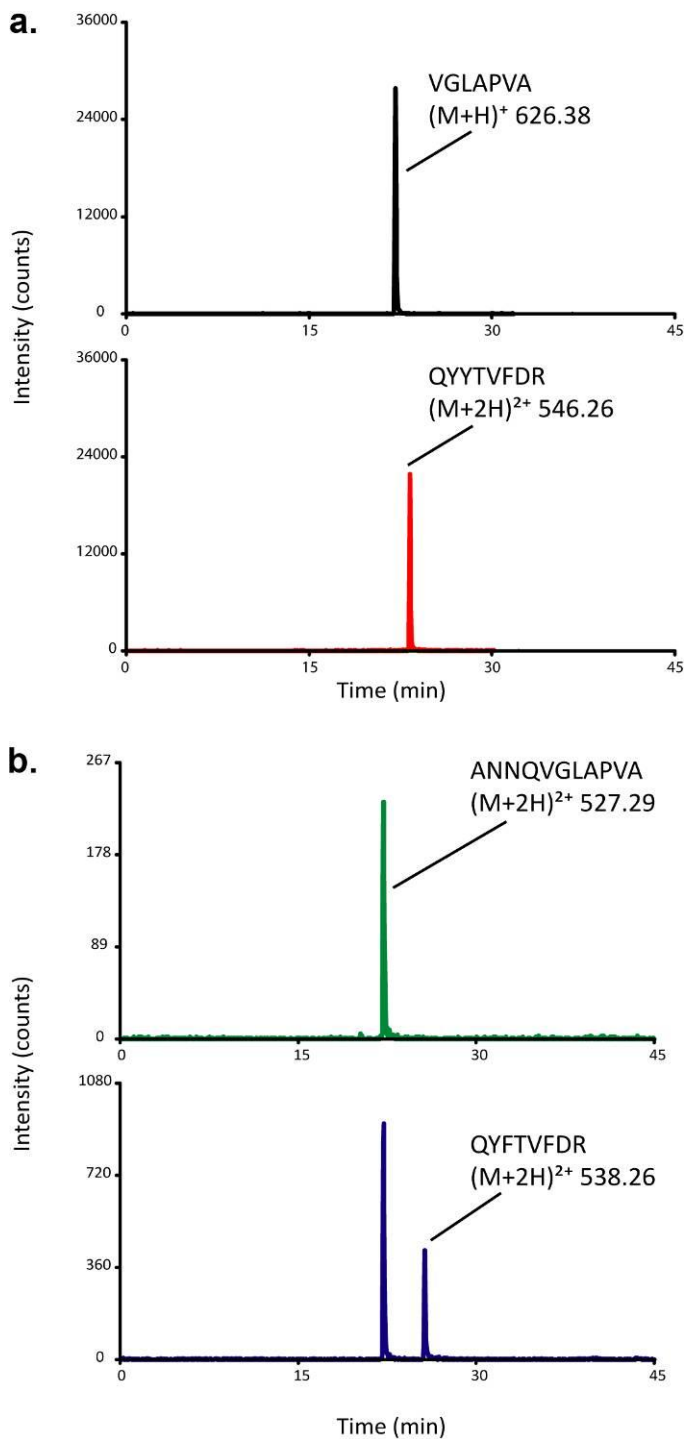 a.
Intensity (counts)
36000
24000
12000
0
VGLAPVA
(M+H)⁺ 626.38
0 15 30 45
36000
24000
12000
0
QYYTVFDR
(M+2H)²⁺ 546.26
0 15 30 45
Time (min)
b.
Intensity (counts)
267
178
89
0
ANNQVGLAPVA
(M+2H)²⁺ 527.29
0 15 30 45
1080
720
360
0
QYFTVFDR
(M+2H)²⁺ 538.26
0 15 30 45
Time (min)